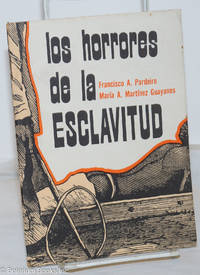 los horrores
de la
Francisco A. Pardeiro
María A. Martínez Guayanes
ESCLAVITUD